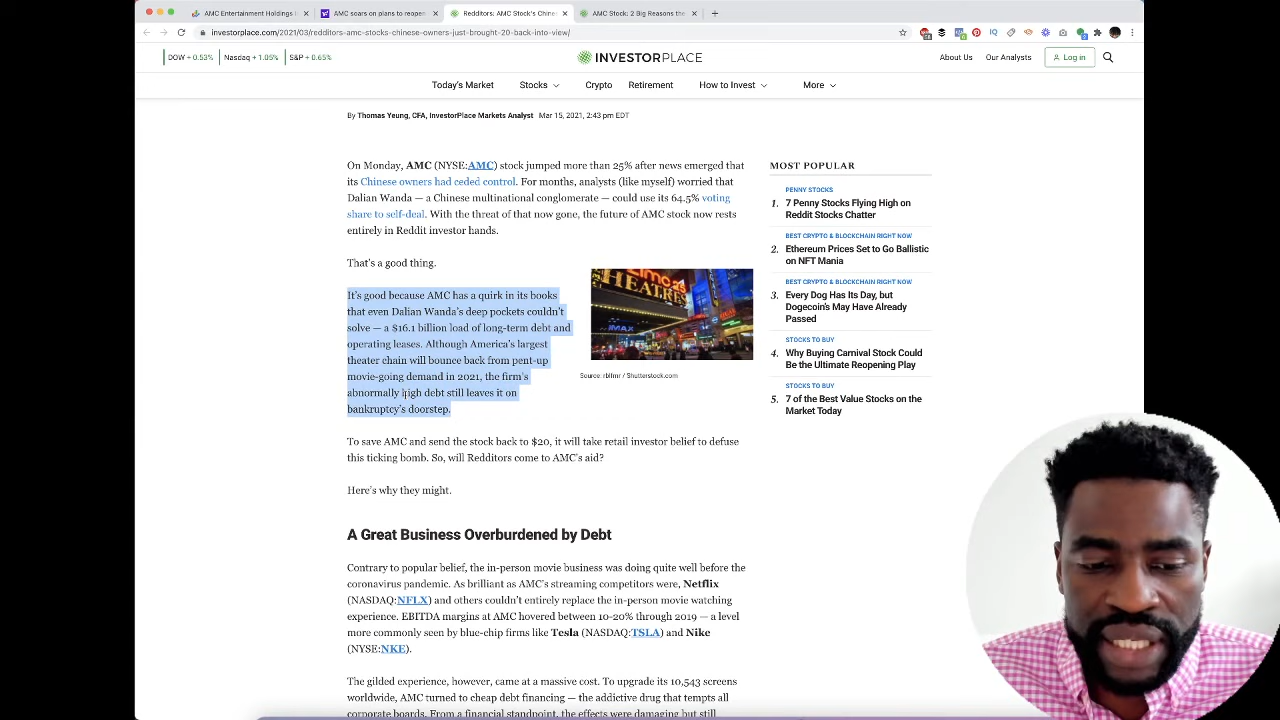 AMC Entertainment Holdings
AMC soars on plans to reopen
Redditors: AMC Stock's Chines
AMC Stock: 2 Big Reasons the
investorplace.com/2021/03/redditors-amc-stocks-chinese-owners-just-brought-20-back-into-view/
DOW + 0.53% Nasdaq + 1.05% S&P + 0.65%
INVESTORPLACE
About Us Our Analysts Log in
Today's Market Stocks Crypto Retirement How to Invest More
By Thomas Yeung, CFA, InvestorPlace Markets Analyst Mar 15, 2021, 2:43 pm EDT
On Monday, AMC (NYSE:AMC) stock jumped more than 25% after news emerged that
its Chinese owners had ceded control. For months, analysts (like myself) worried that
Dalian Wanda — a Chinese multinational conglomerate — could use its 64.5% voting
share to self-deal. With the threat of that now gone, the future of AMC stock now rests
entirely in Reddit investor hands.
That's a good thing.
It's good because AMC has a quirk in its books
that even Dalian Wanda's deep pockets couldn't
solve — a $16.1 billion load of long-term debt and
operating leases. Although America's largest
theater chain will bounce back from pent-up
movie-going demand in 2021, the firm's
abnormally high debt still leaves it on
bankruptcy's doorstep.
amc
THEATRES
IMAX
Source: rblfmr / Shutterstock.com
To save AMC and send the stock back to $20, it will take retail investor belief to defuse
this ticking bomb. So, will Redditors come to AMC's aid?
Here's why they might.
A Great Business Overburdened by Debt
Contrary to popular belief, the in-person movie business was doing quite well before the
coronavirus pandemic. As brilliant as AMC's streaming competitors were, Netflix
(NASDAQ:NFLX) and others couldn't entirely replace the in-person movie watching
experience. EBITDA margins at AMC hovered between 10-20% through 2019 — a level
more commonly seen by blue-chip firms like Tesla (NASDAQ:TSLA) and Nike
(NYSE:NKE).
The gilded experience, however, came at a massive cost. To upgrade its 10,543 screens
worldwide, AMC turned to cheap debt financing — the addictive drug that tempts all
corporate boards. From a financial standpoint, the effects were damaging but still
MOST POPULAR
PENNY STOCKS
1. 7 Penny Stocks Flying High on
Reddit Stocks Chatter
BEST CRYPTO & BLOCKCHAIN RIGHT NOW
2. Ethereum Prices Set to Go Ballistic
on NFT Mania
BEST CRYPTO & BLOCKCHAIN RIGHT NOW
3. Every Dog Has Its Day, but
Dogecoin's May Have Already
Passed
STOCKS TO BUY
4. Why Buying Carnival Stock Could
Be the Ultimate Reopening Play
STOCKS TO BUY
5. 7 of the Best Value Stocks on the
Market Today